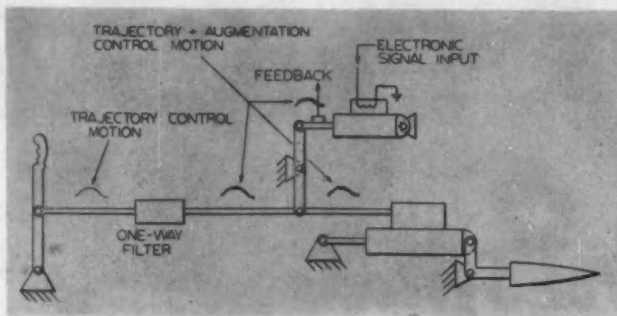 TRAJECTORY + AUGMENTATION
CONTROL MOTION
ELECTRONIC
SIGNAL INPUT
FEEDBACK
TRAJECTORY CONTROL
MOTION
ONE-WAY
FILTER